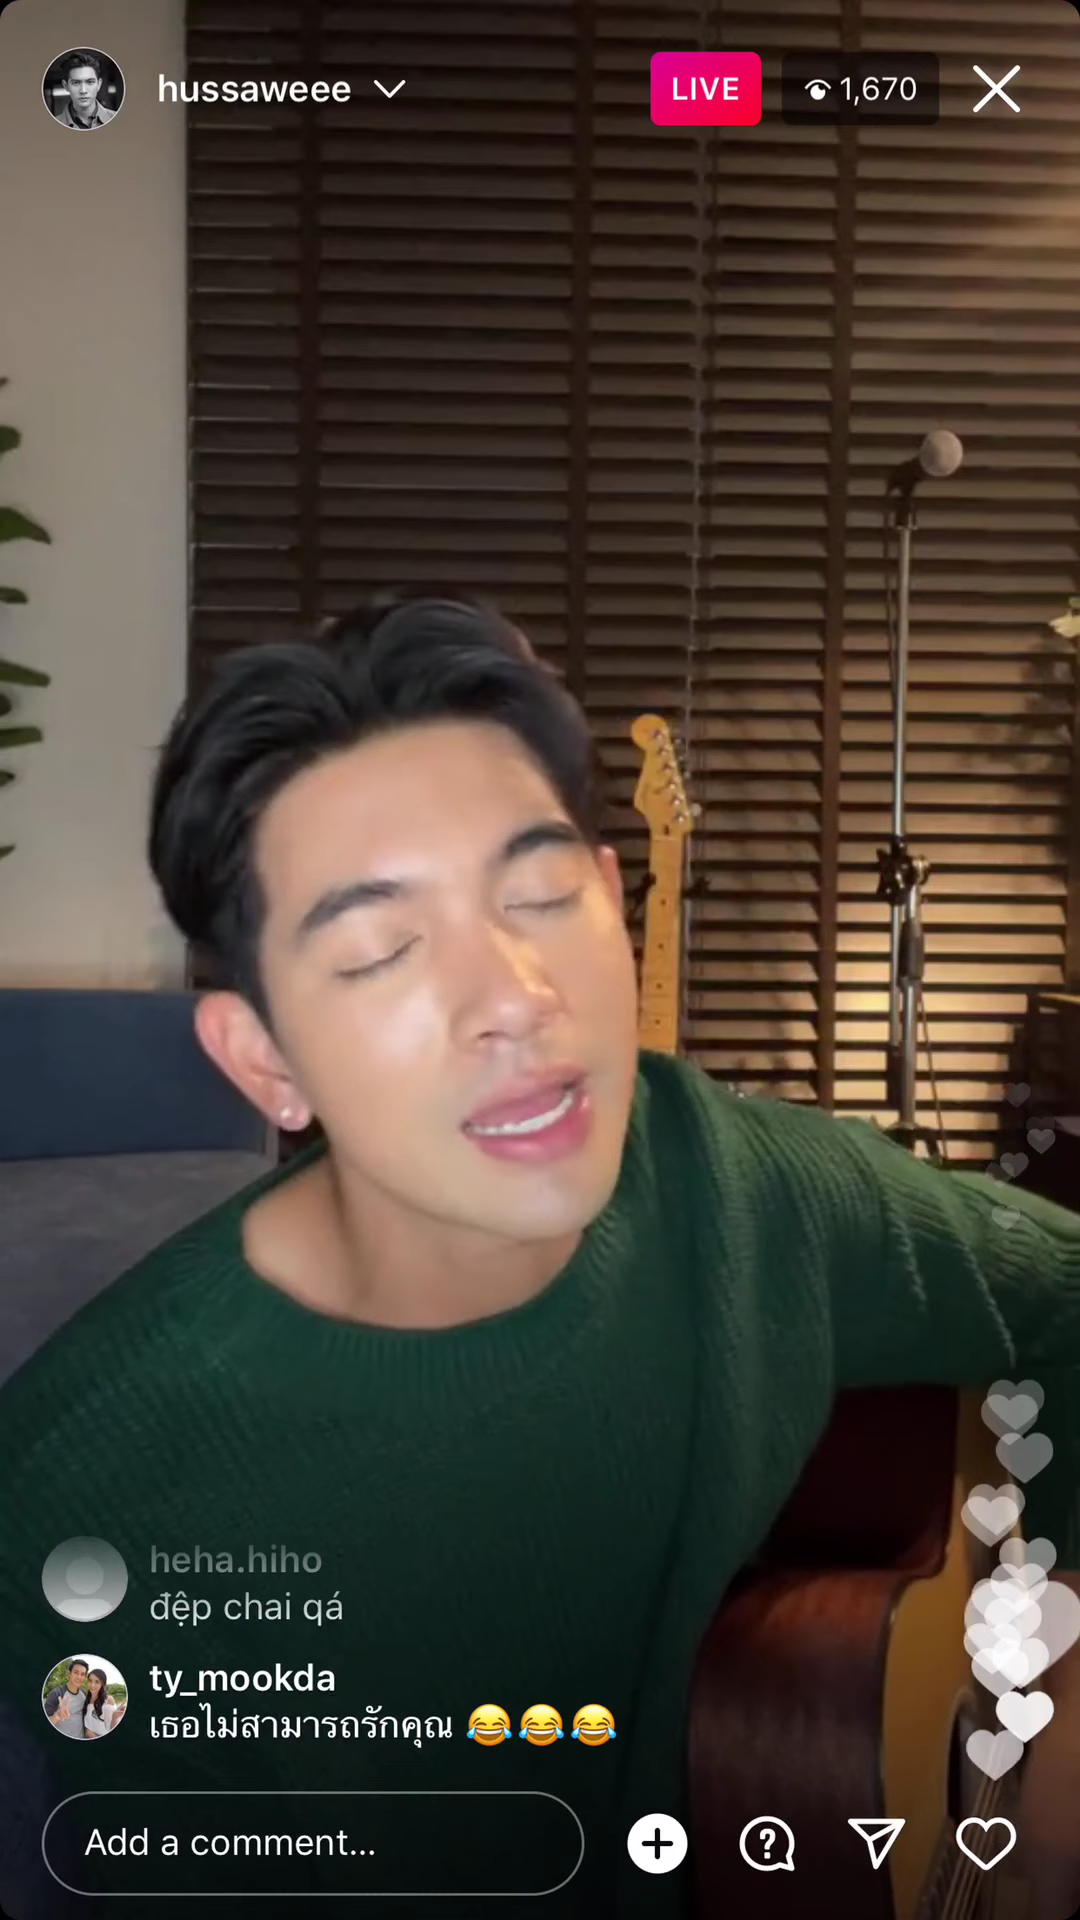 hussaweee
LIVE
1,670
heha.hiho
đệp chai qá
ty_mookda
เธอไม่สามารถรักคุณ 😂😂😂
Add a comment...